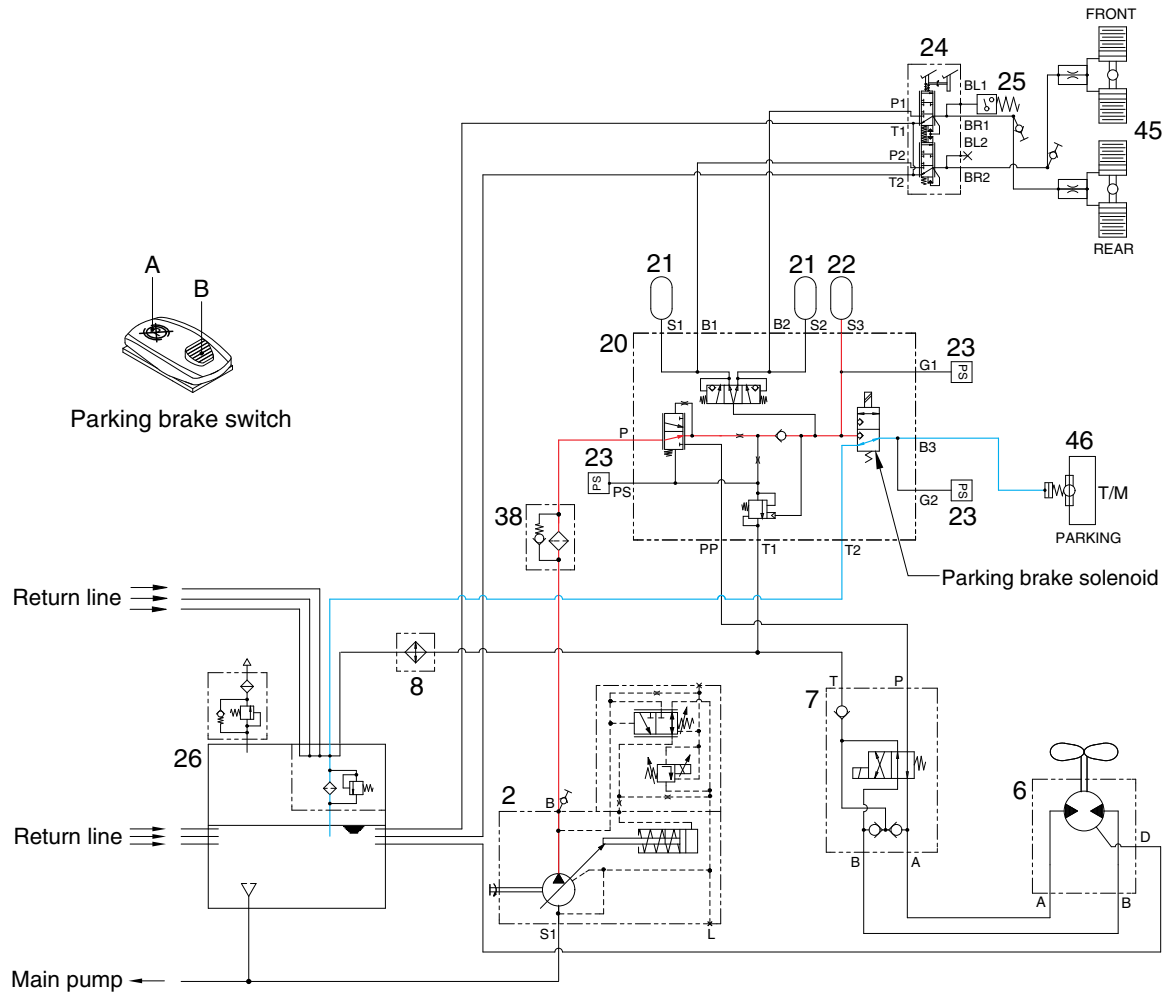 FRONT
24
BL1
25
P1
T1
BR1
BL2
45
P2
T2
BR2
REAR
A
B
Parking brake switch
21
21
22
S1
B1
B2
S2
S3
20
G1
23
PS
P
B3
46
23
PS
PS
G2
PS
23
T/M
PARKING
38
PP
T1
T2
Parking brake solenoid
Return line
8
T
P
7
26
B
2
6
D
Return line
B
A
A
B
S1
L
Main pump